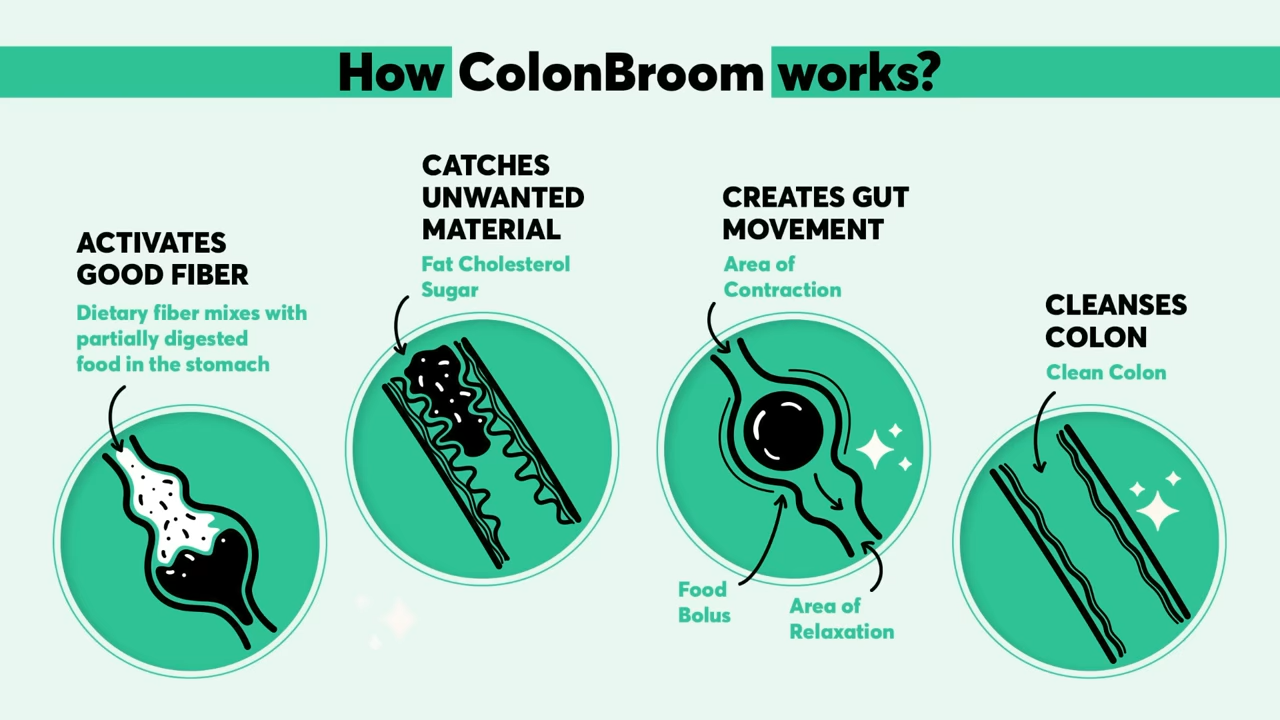 How ColonBroom works?
ACTIVATES
GOOD FIBER
Dietary fiber mixes with
partially digested
food in the stomach
CATCHES
UNWANTED
MATERIAL
Fat Cholesterol
Sugar
CREATES GUT
MOVEMENT
Area of
Contraction
Food
Bolus
Area of
Relaxation
CLEANSES
COLON
Clean Colon